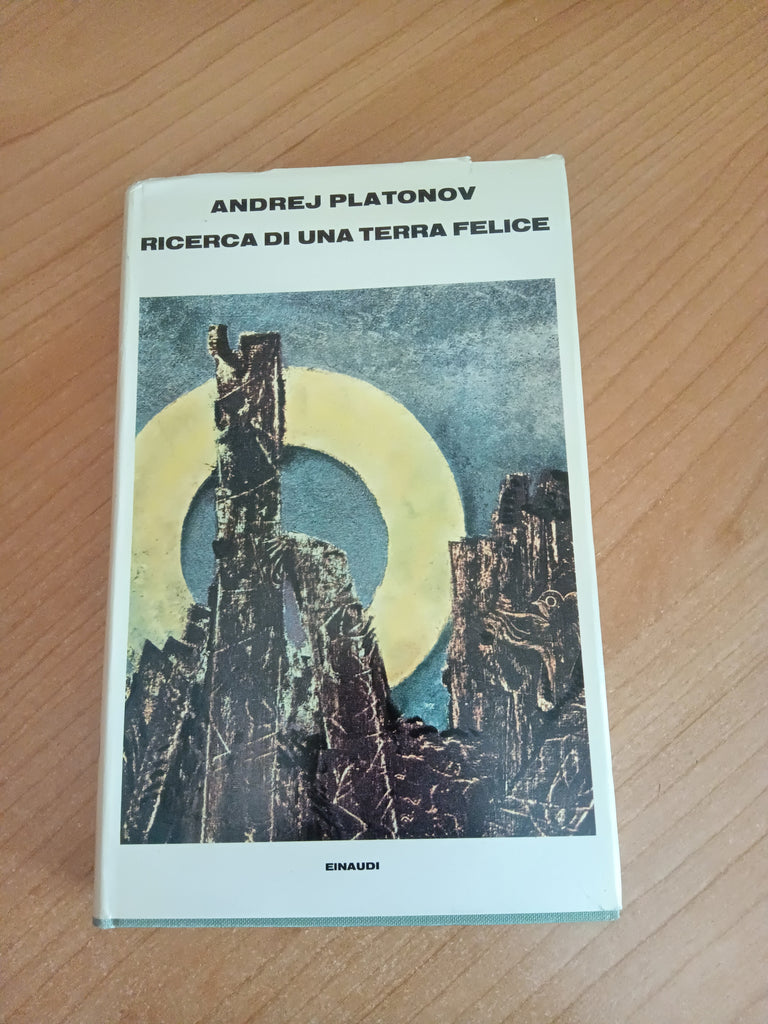 ANDREJ PLATONOV
RICERCA DI UNA TERRA FELICE
EINAUDI